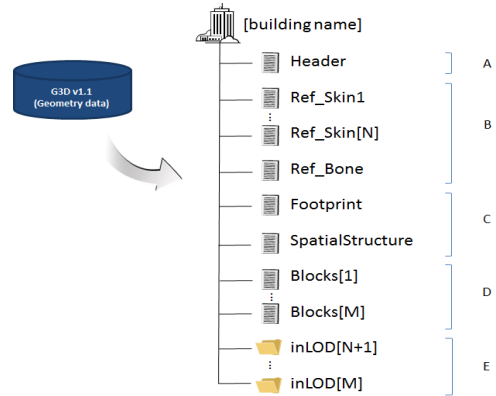 [building name]
Header
A
G3D v1.1
(Geometry data)
Ref_Skin1
B
Ref_Skin[N]
Ref_Bone
Footprint
C
SpatialStructure
Blocks[1]
D
Blocks[M]
inLOD[N+1]
E
inLOD[M]